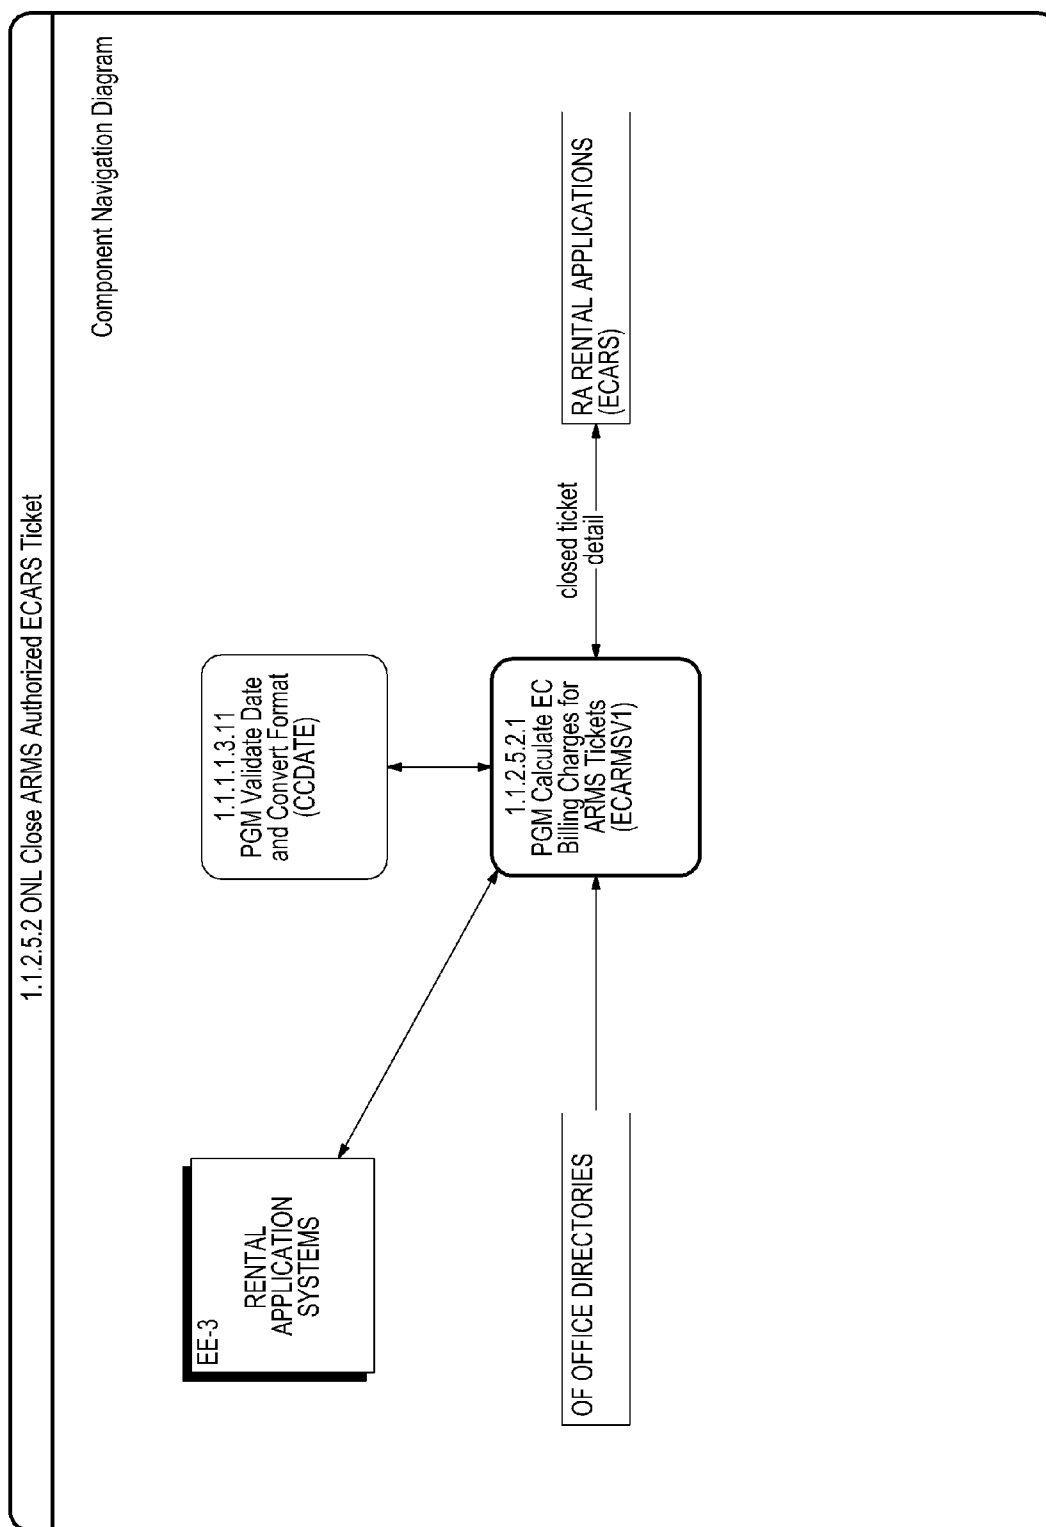 1.1.2.5.2 ONL Close ARMS Authorized ECARS Ticket
Component Navigation Diagram
EE-3
RENTAL
APPLICATION
SYSTEMS
1.1.1.1.3.11
PGM Validate Date
and Convert Format
(CCDATE)
OF OFFICE DIRECTORIES
1.1.2.5.2.1
PGM Calculate EC
Billing Charges for
ARMS Tickets
(ECARMSV1)
closed ticket
detail
RA RENTAL APPLICATIONS
(ECARS)